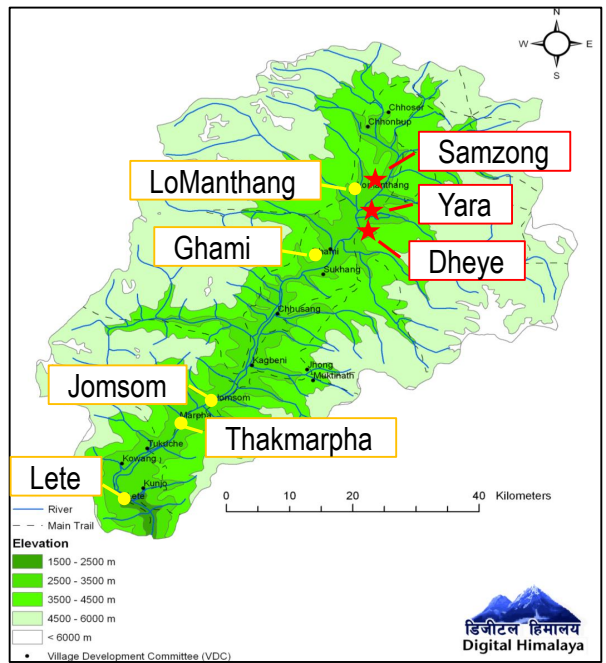 N
W
E
S
Chhoser
Chhonbup
Samzong
LoManthang
LoManthang
Yara
Ghami
Dheye
Sukhang
Chhusang
Kagbeni
Jhong
Muktinath
Jomsom
Jomsom
Marpha
Thakmarpha
Tukuche
Kowang
Lete
Kunjo
0 10 20 40 Kilometers
River
Main Trail
Elevation
1500 - 2500 m
2500 - 3500 m
3500 - 4500 m
4500 - 6000 m
< 6000 m
Village Development Committee (VDC)
डिजीटल हिमालय
Digital Himalaya